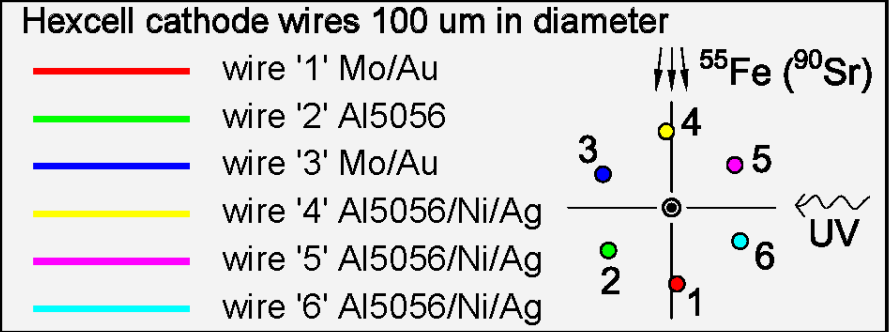 Hexcell cathode wires 100 um in diameter
wire '1' Mo/Au
wire '2' Al5056
wire '3' Mo/Au
wire '4' Al5056/Ni/Ag
wire '5' Al5056/Ni/Ag
wire '6' Al5056/Ni/Ag
⁵⁵Fe (⁹⁰Sr)
4
3
5
UV
2
6
1